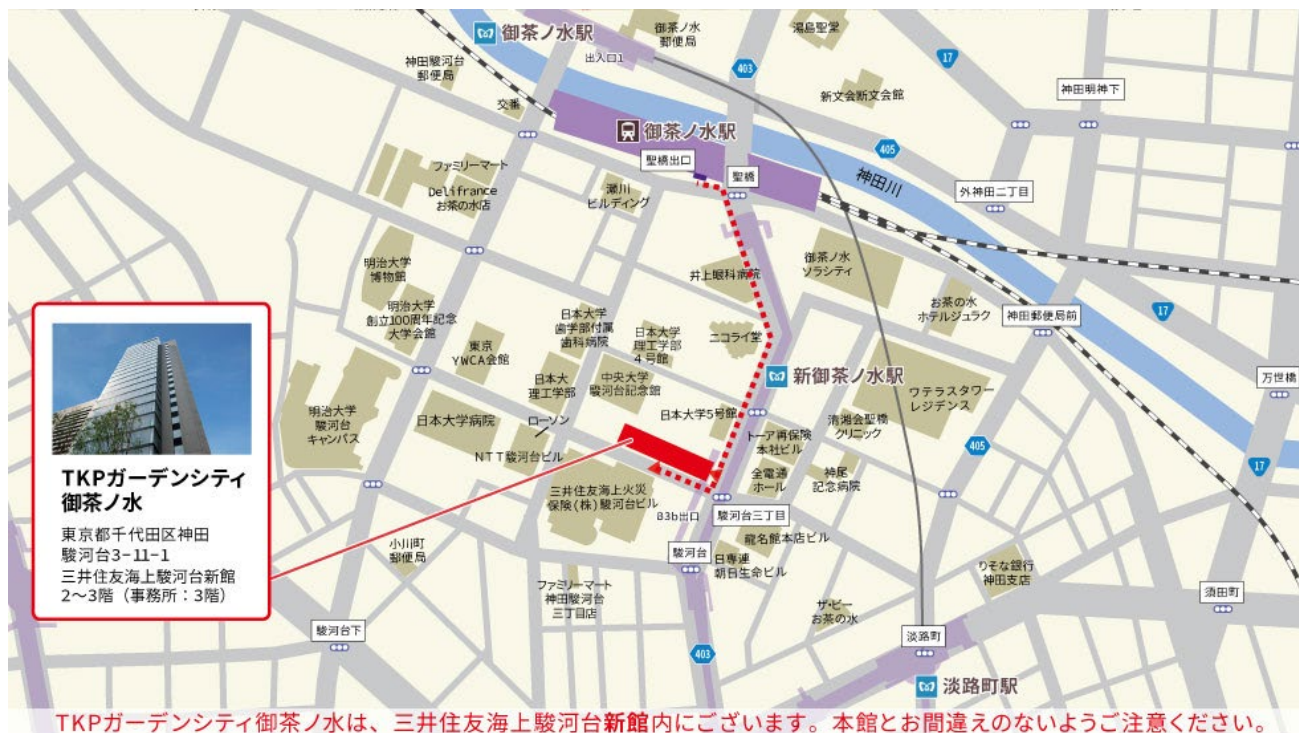 御茶ノ水駅
御茶ノ水
郵便局
湯島聖堂
出入口1
403
17
神田駿河台
郵便局
新文会断文会館
神田明神下
交番
御茶ノ水駅
405
聖橋出口
聖橋
神田川
外神田二丁目
ファミリーマート
Delifrance
お茶の水店
瀬川
ビルディング
明治大学
博物館
井上眼科病院
御茶ノ水
ソラシティ
お茶の水
ホテルジュラク
神田郵便局前
17
明治大学
創立100周年記念
大学会館
日本大学
歯学部付属
歯科病院
日本大学
理工学部
4号館
ニコライ堂
東京
YWCA会館
新御茶ノ水駅
万世橋
日本大
理工学部
中央大学
駿河台記念館
ワテラスタワー
レジデンス
明治大学
駿河台
キャンパス
日本大学病院
ローソン
日本大学5号館
清湘会聖橋
クリニック
トーア再保険
本社ビル
405
17
NTT駿河台ビル
全電通
ホール
神尾
記念病院
三井住友海上火災
保険(株)駿河台ビル
B3b出口
駿河台三丁目
龍名館本店ビル
小川町
郵便局
駿河台
日専連
朝日生命ビル
りそな銀行
神田支店
ファミリーマート
神田駿河台
三丁目店
ザ・ビー
お茶の水
須田町
駿河台下
淡路町
403
淡路町駅
TKPガーデンシティ
御茶ノ水
東京都千代田区神田
駿河台3-11-1
三井住友海上駿河台新館
2〜3階（事務所：3階）
TKPガーデンシティ御茶ノ水は、三井住友海上駿河台新館内にございます。本館とお間違えのないようご注意ください。